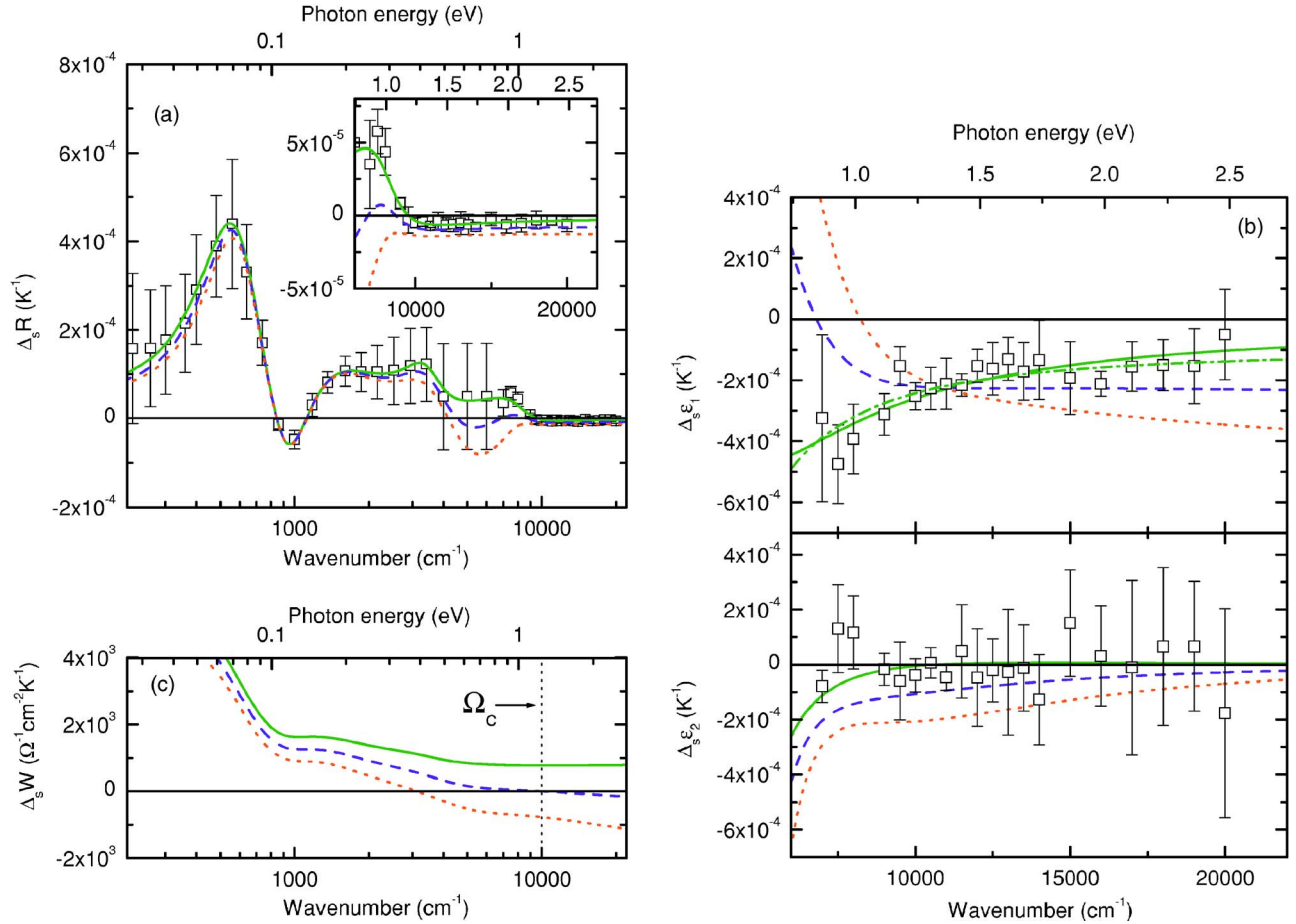 Photon energy (eV)
0.1 1
8x10⁻⁴
6x10⁻⁴
4x10⁻⁴
2x10⁻⁴
0
-2x10⁻⁴
ΔₛR (K⁻¹)
(a)
1.0 1.5 2.0 2.5
5x10⁻⁵
0
-5x10⁻⁵
10000 20000
1000 10000
Wavenumber (cm⁻¹)
Photon energy (eV)
0.1 1
4x10³
2x10³
0
-2x10³
ΔₛW (Ω⁻¹cm⁻²K⁻¹)
(c)
Ω_c
1000 10000
Wavenumber (cm⁻¹)
Photon energy (eV)
1.0 1.5 2.0 2.5
4x10⁻⁴
2x10⁻⁴
0
-2x10⁻⁴
-4x10⁻⁴
-6x10⁻⁴
Δₛε₁ (K⁻¹)
(b)
4x10⁻⁴
2x10⁻⁴
0
-2x10⁻⁴
-4x10⁻⁴
-6x10⁻⁴
Δₛε₂ (K⁻¹)
10000 15000 20000
Wavenumber (cm⁻¹)